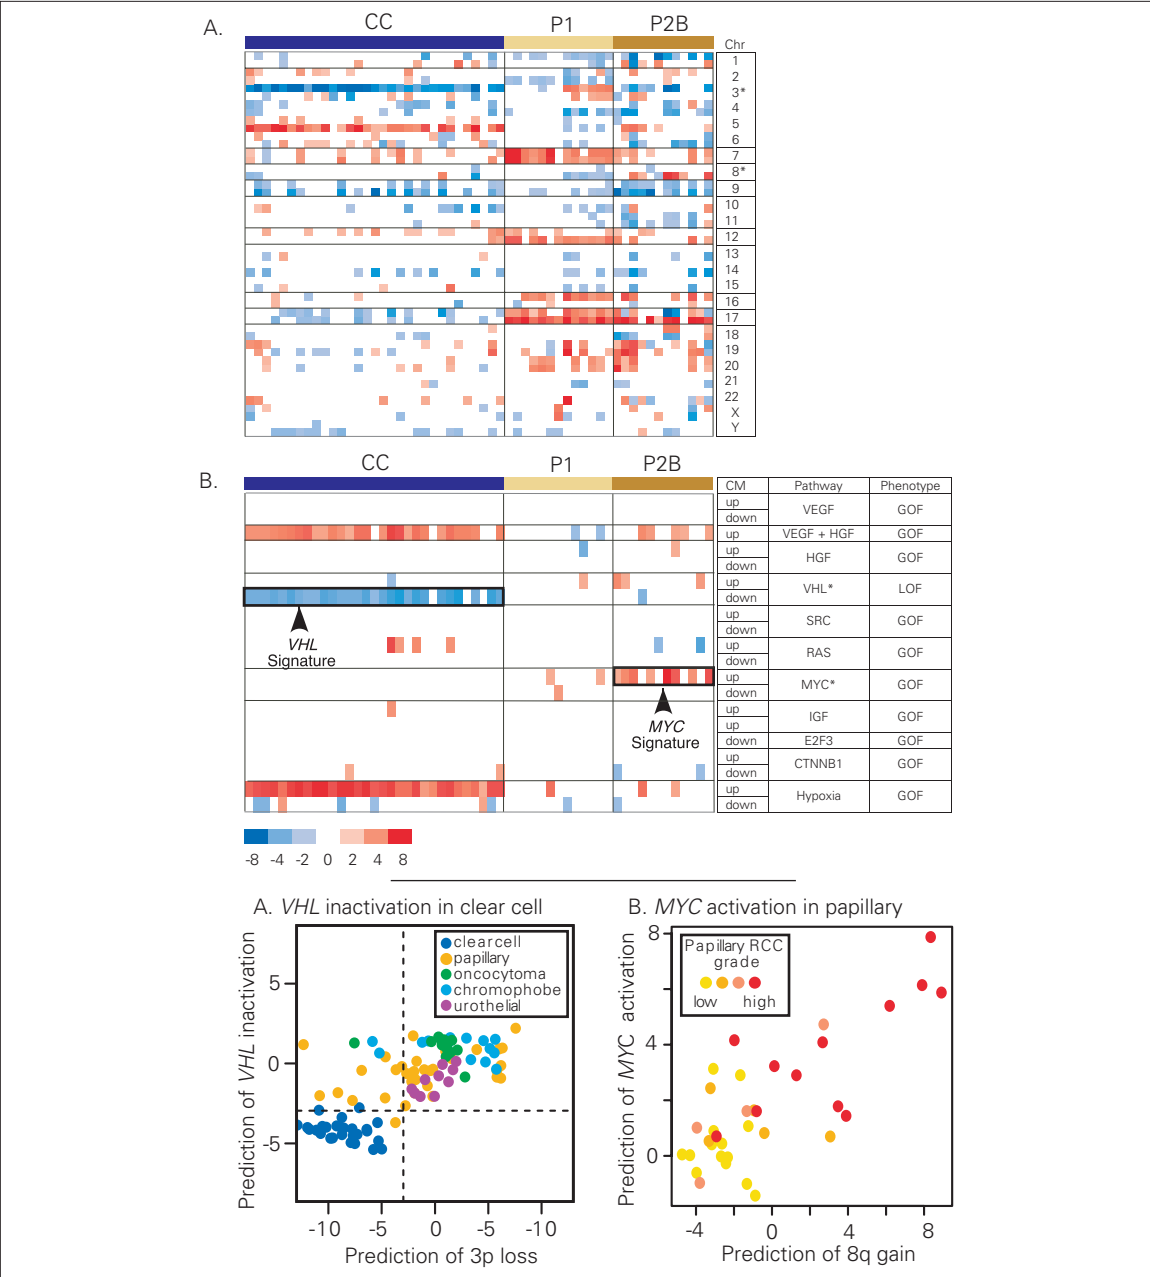 A.
CC P1 P2B
Chr
1
2
3*
4
5
6
7
8*
9
10
11
12
13
14
15
16
17
18
19
20
21
22
X
Y
B.
CC P1 P2B
CM Pathway Phenotype
up
down
VEGF GOF
up VEGF + HGF GOF
up
down
HGF GOF
up
down
VHL* LOF
up
down
SRC GOF
up
down
RAS GOF
up
down
MYC* GOF
up
up
IGF GOF
down E2F3 GOF
up
down
CTNNB1 GOF
up
down
Hypoxia GOF
VHL
Signature
MYC
Signature
-8 -4 -2 0 2 4 8
A. VHL inactivation in clear cell
Prediction of VHL inactivation
5
0
-5
clearcell
papillary
oncocytoma
chromophobe
urothelial
-10 -5 0 -5 -10
Prediction of 3p loss
B. MYC activation in papillary
Prediction of MYC activation
8
4
0
Papillary RCC
grade
low high
-4 0 4 8
Prediction of 8q gain